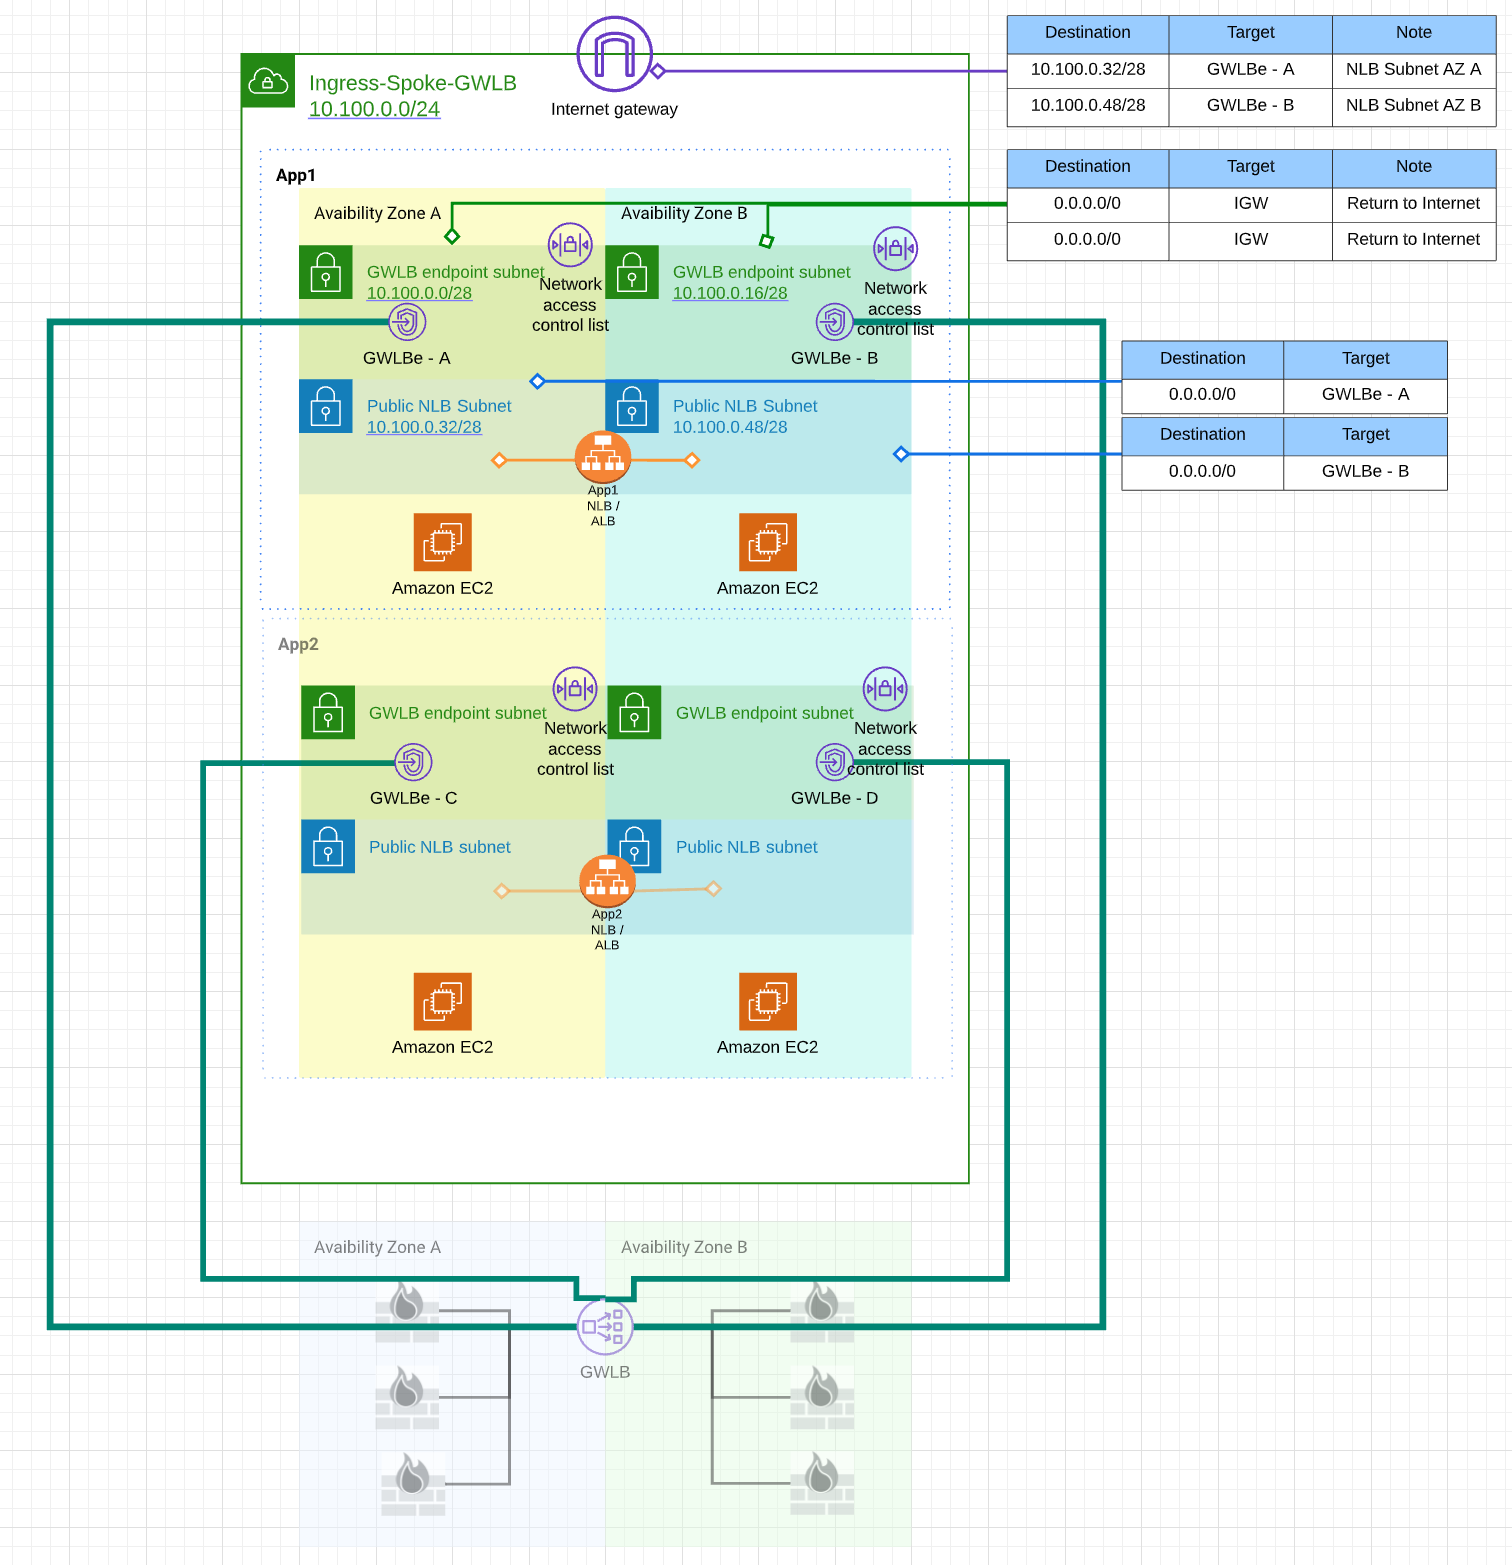 Destination Target Note
10.100.0.32/28 GWLBe - A NLB Subnet AZ A
10.100.0.48/28 GWLBe - B NLB Subnet AZ B
Ingress-Spoke-GWLB
10.100.0.0/24
Internet gateway
Destination Target Note
0.0.0.0/0 IGW Return to Internet
0.0.0.0/0 IGW Return to Internet
App1
Avaibility Zone A
Avaibility Zone B
GWLB endpoint subnet
10.100.0.0/28
Network
access
control list
GWLBe - A
GWLB endpoint subnet
10.100.0.16/28
Network
access
control list
GWLBe - B
Destination Target
0.0.0.0/0 GWLBe - A
Destination Target
0.0.0.0/0 GWLBe - B
Public NLB Subnet
10.100.0.32/28
Public NLB Subnet
10.100.0.48/28
App1
NLB /
ALB
Amazon EC2
Amazon EC2
App2
GWLB endpoint subnet
Network
access
control list
GWLBe - C
GWLB endpoint subnet
Network
access
control list
GWLBe - D
Public NLB subnet
Public NLB subnet
App2
NLB /
ALB
Amazon EC2
Amazon EC2
Avaibility Zone A
Avaibility Zone B
GWLB